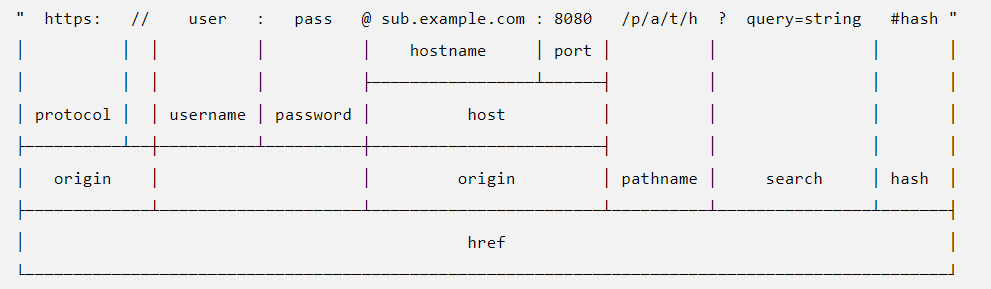 " https: // user : pass @ sub.example.com : 8080 /p/a/t/h ? query=string #hash "
hostname port
protocol username password host
origin origin pathname search hash
href